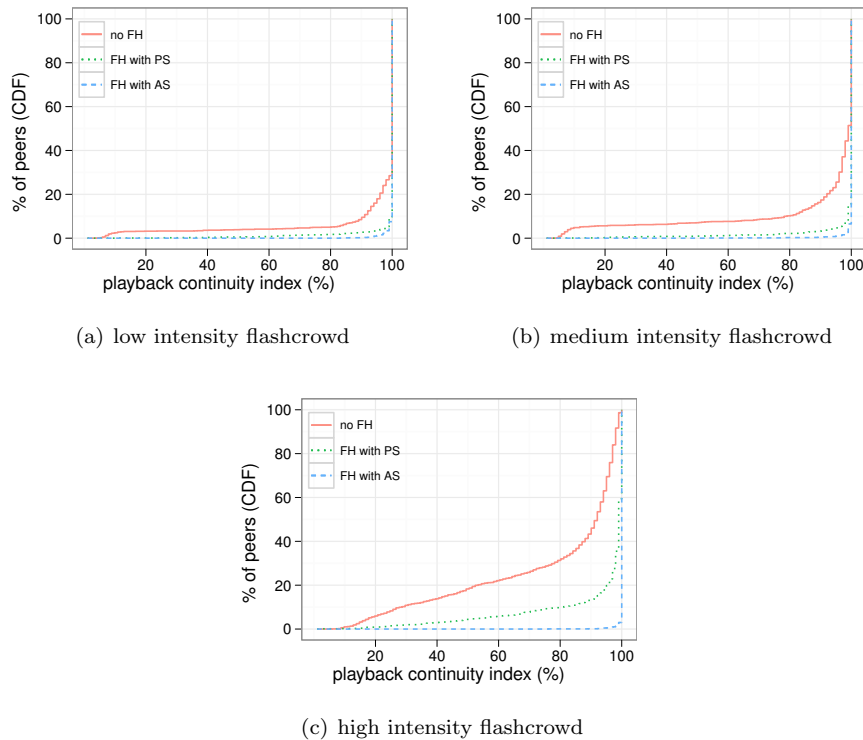 100
80
60
40
20
0
% of peers (CDF)
no FH
FH with PS
FH with AS
20 40 60 80 100
playback continuity index (%)
(a) low intensity flashcrowd
100
80
60
40
20
0
% of peers (CDF)
no FH
FH with PS
FH with AS
20 40 60 80 100
playback continuity index (%)
(b) medium intensity flashcrowd
100
80
60
40
20
0
% of peers (CDF)
no FH
FH with PS
FH with AS
20 40 60 80 100
playback continuity index (%)
(c) high intensity flashcrowd